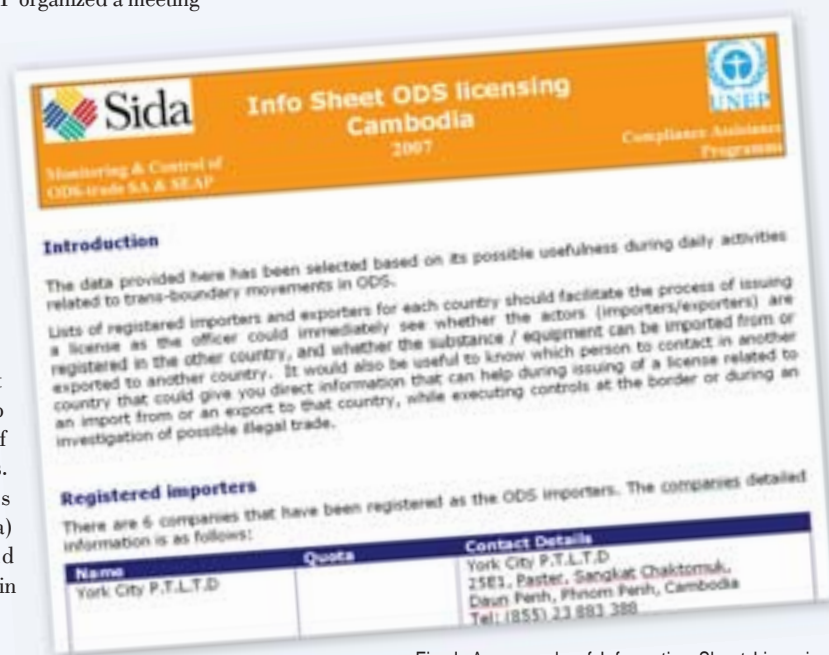 organized a meeting
Sida
Info Sheet ODS licensing
Cambodia
2007
UNEP
Monitoring & Control of
ODS-trade SA & SEAP
Compliance Assistance
Programme
Introduction
The data provided here has been selected based on its possible usefulness during daily activities
related to trans-boundary movements in ODS.
Lists of registered importers and exporters for each country should facilitate the process of issuing
a license as the officer could immediately see whether the actors (importers/exporters) are
registered in the other country, and whether the substance / equipment can be imported from or
exported to another country. It would also be useful to know which person to contact in another
country that could give you direct information that can help during issuing of a license related to
an import from or an export to that country, while executing controls at the border or during an
investigation of possible illegal trade.
Registered importers
There are 6 companies that have been registered as the ODS importers. The companies detailed
information is as follows:
Name Quota Contact Details
York City P.T.L.T.D York City P.T.L.T.D
25E1, Paster, Sangkat Chaktomuk,
Daun Penh, Phnom Penh, Cambodia
Tel: (855) 23 883 388
in